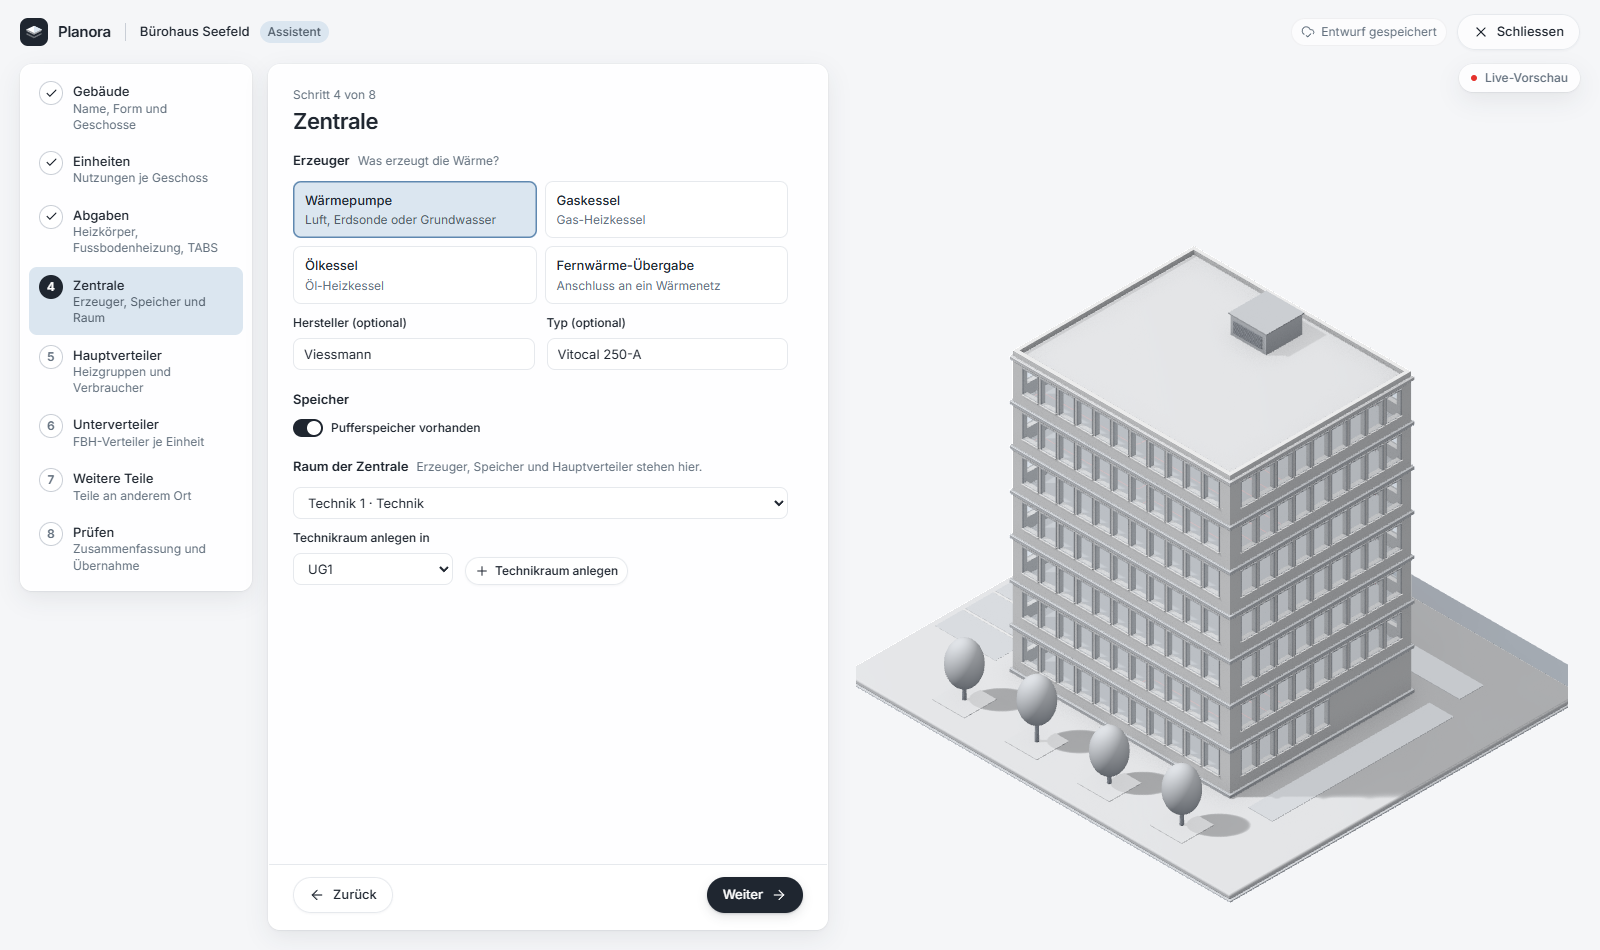 Planora
Bürohaus Seefeld
Assistent
Entwurf gespeichert
Schliessen
Gebäude
Name, Form und
Geschosse
Einheiten
Nutzungen je Geschoss
Abgaben
Heizkörper,
Fussbodenheizung, TABS
4
Zentrale
Erzeuger, Speicher und
Raum
5
Hauptverteiler
Heizgruppen und
Verbraucher
6
Unterverteiler
FBH-Verteiler je Einheit
7
Weitere Teile
Teile an anderem Ort
8
Prüfen
Zusammenfassung und
Übernahme
Schritt 4 von 8
Zentrale
Erzeuger Was erzeugt die Wärme?
Wärmepumpe
Luft, Erdsonde oder Grundwasser
Gaskessel
Gas-Heizkessel
Ölkessel
Öl-Heizkessel
Fernwärme-Übergabe
Anschluss an ein Wärmenetz
Hersteller (optional)
Viessmann
Typ (optional)
Vitocal 250-A
Speicher
Pufferspeicher vorhanden
Raum der Zentrale Erzeuger, Speicher und Hauptverteiler stehen hier.
Technik 1 · Technik
Technikraum anlegen in
UG1
Technikraum anlegen
Zurück
Weiter
Live-Vorschau